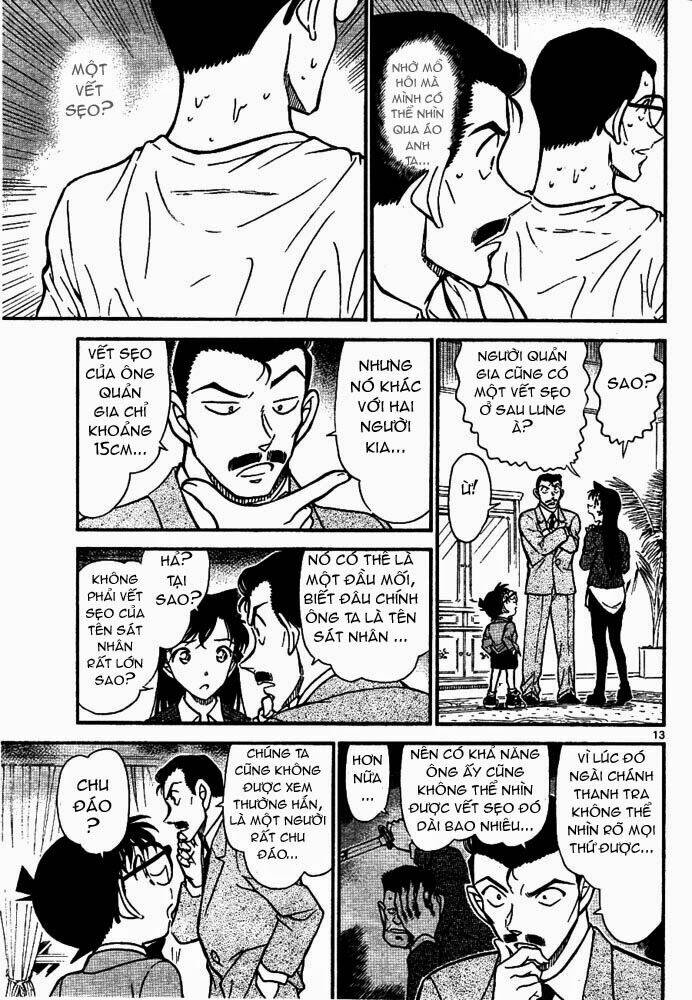 NHỜ MỒ
HÔI MÀ
MÌNH CÓ
THỂ NHÌN
QUA ÁO
ANH
TA...
MỘT
VẾT
SẸO?
SAO?
NGƯỜI QUẢN
GIA CŨNG CÓ
MỘT VẾT SẸO
Ở SAU LƯNG
À?
Ừ!
NHƯNG
NÓ KHÁC
VỚI HAI
NGƯỜI
KIA...
VẾT SẸO
CỦA ÔNG
QUẢN
GIA CHỈ
KHOẢNG
15CM...
NÓ CÓ THỂ LÀ
MỘT ĐẦU MỐI,
BIẾT ĐÂU CHÍNH
ÔNG TA LÀ TÊN
SÁT NHÂN ...
HẢ?
TẠI
SAO?
KHÔNG
PHẢI VẾT
SẸO CỦA
TÊN SÁT
NHÂN
RẤT LỚN
SAO?
13
VÌ LÚC ĐÓ
NGÀI CHÁNH
THANH TRA
KHÔNG THỂ
NHÌN RÕ MỌI
THỨ ĐƯỢC...
NÊN CÓ KHẢ NĂNG
ÔNG ẤY CŨNG
KHÔNG THỂ NHÌN
ĐƯỢC VẾT SẸO ĐÓ
DÀI BAO NHIÊU...
HƠN
NỮA
...
CHÚNG TA
CŨNG KHÔNG
ĐƯỢC XEM
THƯỜNG HẮN,
LÀ MỘT NGƯỜI
RẤT CHU
ĐÁO...
CHU
ĐÁO
?